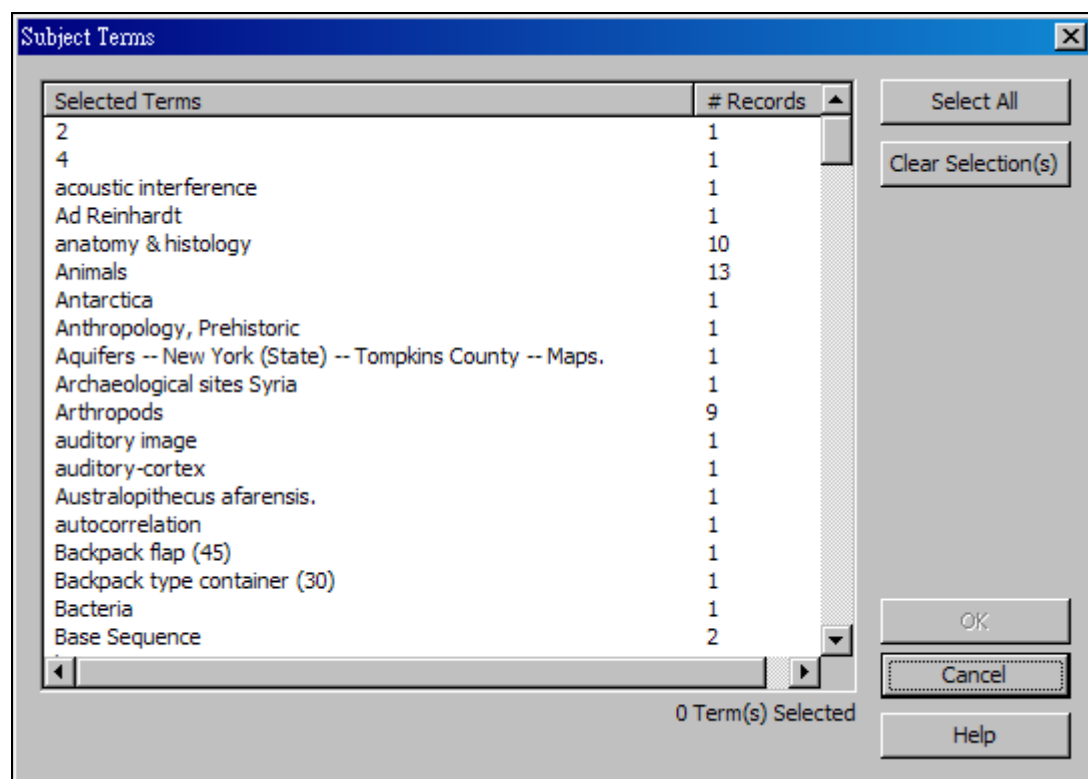 Subject Terms
Selected Terms # Records
2 1
4 1
acoustic interference 1
Ad Reinhardt 1
anatomy & histology 10
Animals 13
Antarctica 1
Anthropology, Prehistoric 1
Aquifers -- New York (State) -- Tompkins County -- Maps. 1
Archaeological sites Syria 1
Arthropods 9
auditory image 1
auditory-cortex 1
Australopithecus afarensis. 1
autocorrelation 1
Backpack flap (45) 1
Backpack type container (30) 1
Bacteria 1
Base Sequence 2
0 Term(s) Selected
Select All
Clear Selection(s)
OK
Cancel
Help